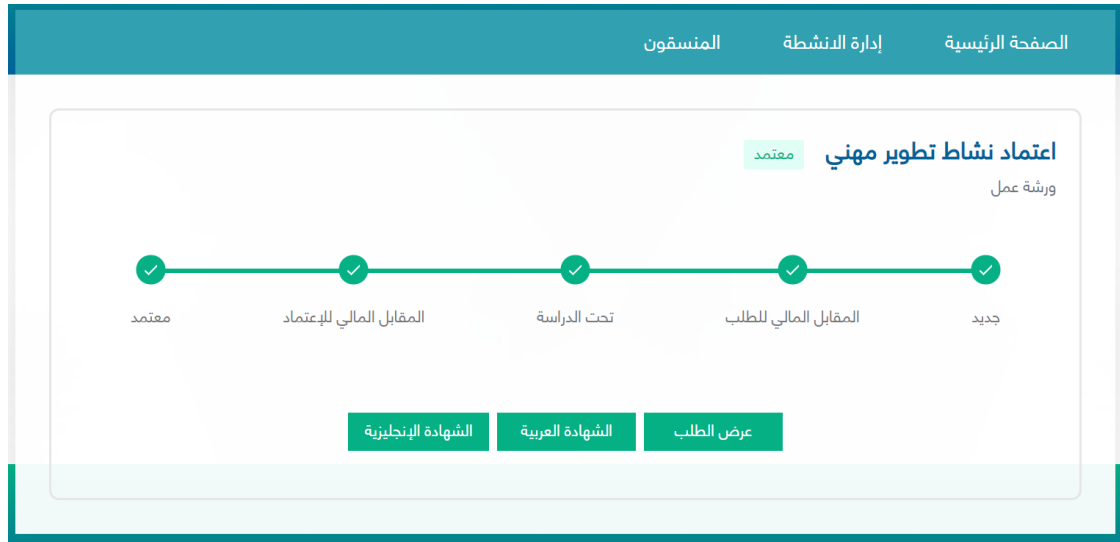 الصفحة الرئيسية إدارة الانشطة المنسقون
اعتماد نشاط تطوير مهني معتمد
ورشة عمل
جديد المقابل المالي للطلب تحت الدراسة المقابل المالي للإعتماد معتمد
عرض الطلب الشهادة العربية الشهادة الإنجليزية